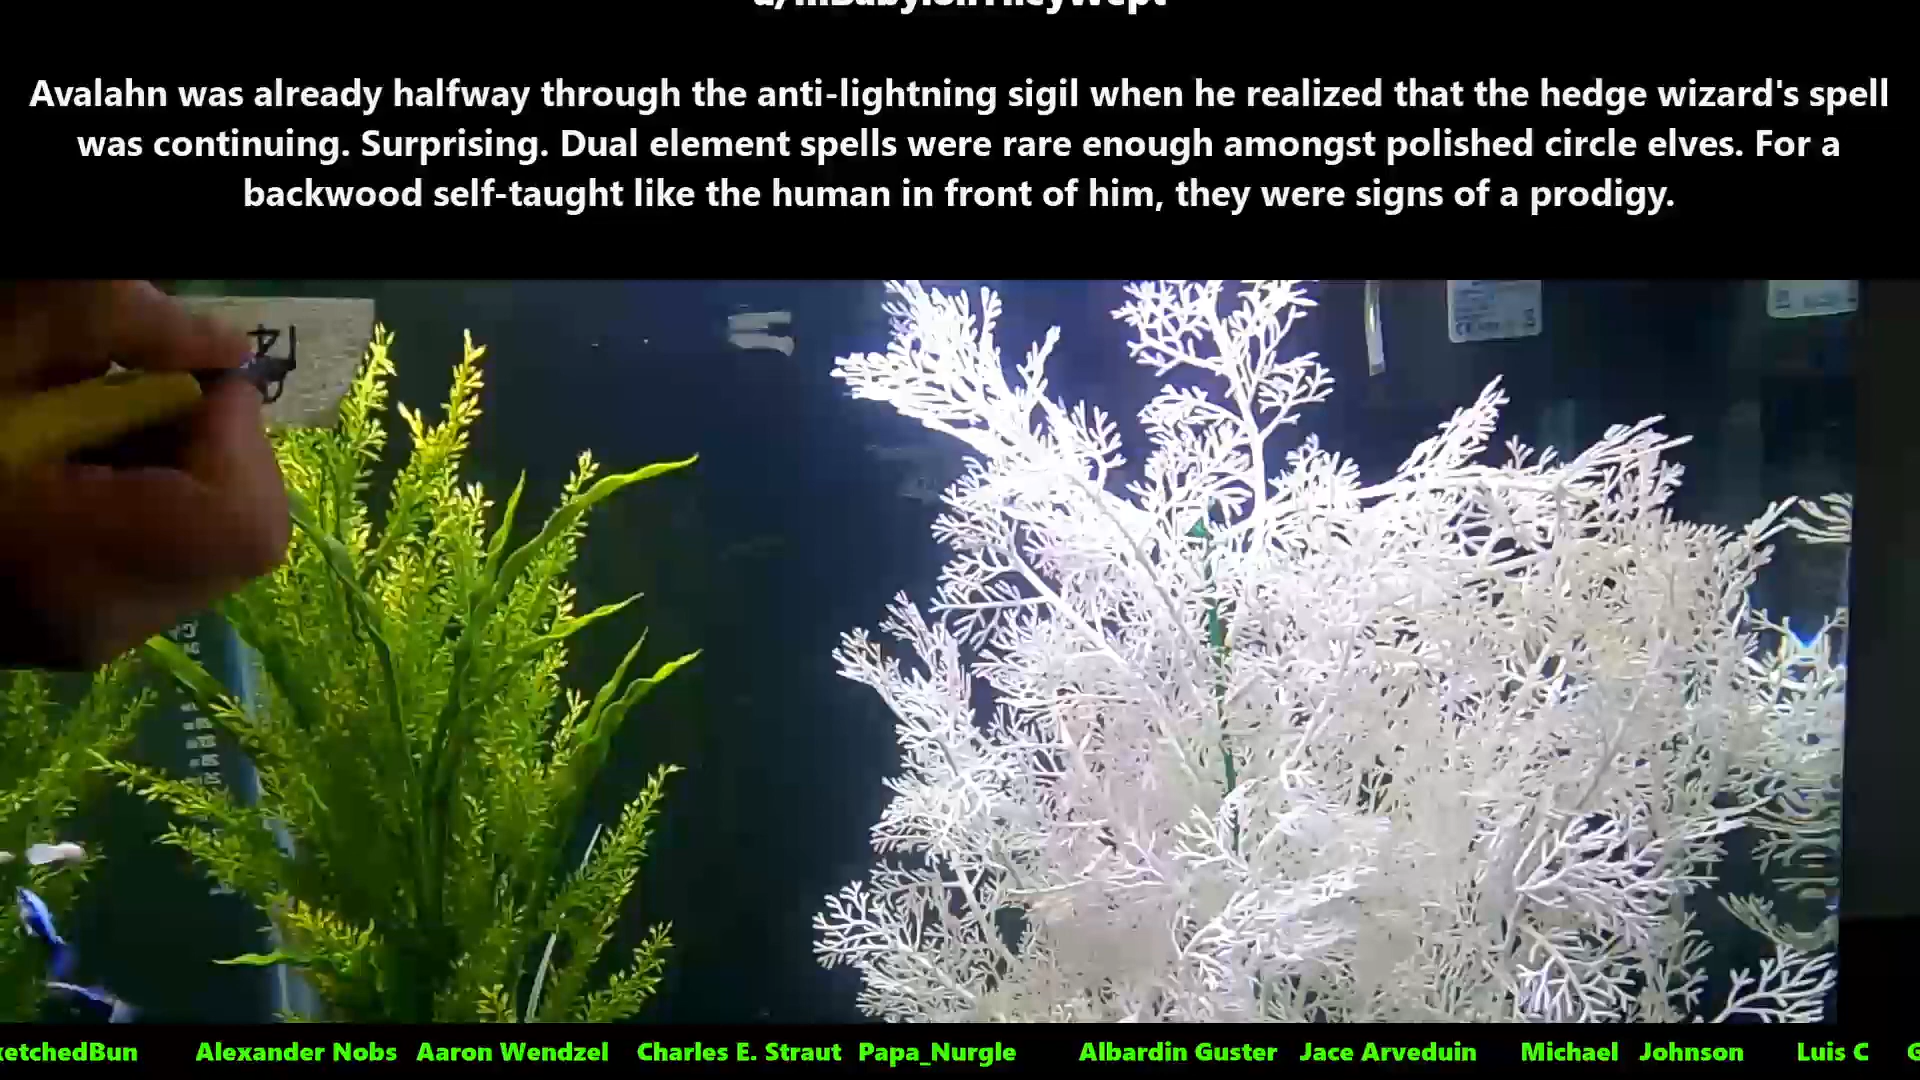 Avalahn was already halfway through the anti-lightning sigil when he realized that the hedge wizard's spell
was continuing. Surprising. Dual element spells were rare enough amongst polished circle elves. For a
backwood self-taught like the human in front of him, they were signs of a prodigy.
Alexander Nobs Aaron Wendzel Charles E. Straut Papa_Nurgle Albardin Guster Jace Arveduin Michael Johnson Luis C